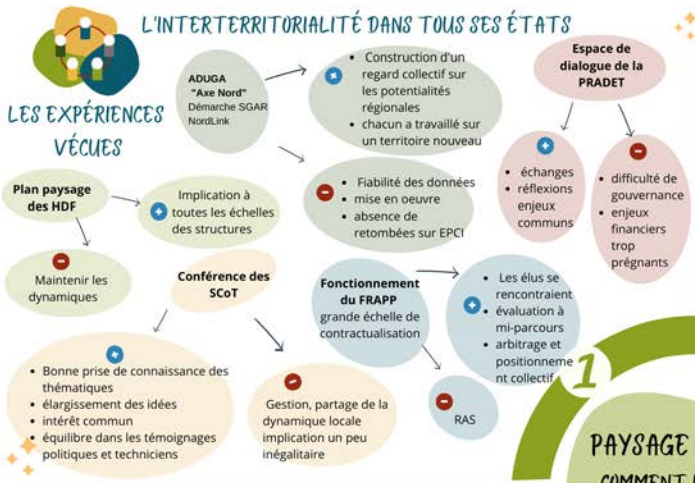 L'INTERTERRITORIALITÉ DANS TOUS SES ÉTATS
LES EXPÉRIENCES
VÉCUES
ADUGA
"Axe Nord"
Démarche SGAR
NordLink
• Construction d'un
regard collectif sur
les potentialités
régionales
• chacun a travaillé sur
un territoire nouveau
• Fiabilité des données
• mise en oeuvre
• absence de
retombées sur EPCI
Espace de
dialogue de la
PRADET
• échanges
• réflexions
enjeux
communs
• difficulté de
gouvernance
• enjeux
financiers
trop
prégnants
Plan paysage
des HDF
Implication à
toutes les échelles
des structures
Maintenir les
dynamiques
Conférence des
SCoT
• Bonne prise de connaissance des
thématiques
• élargissement des idées
• intérêt commun
• équilibre dans les témoignages
politiques et techniciens
Gestion, partage de la
dynamique locale
implication un peu
inégalitaire
Fonctionnement
du FRAPP
grande échelle de
contractualisation
• Les élus se
rencontraient
• évaluation à
mi-parcours
• arbitrage et
positionneme
nt collectif
RAS
1
PAYSAGE
COMMENT